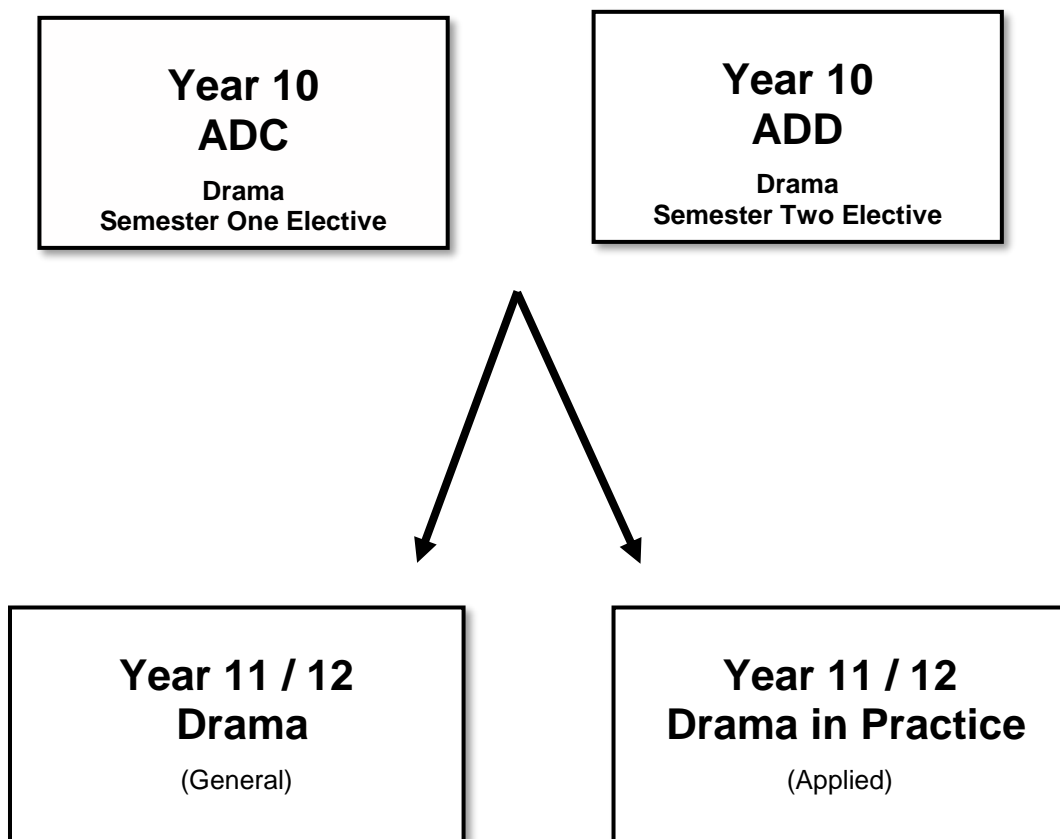 Year 10
ADC
Drama
Semester One Elective
Year 10
ADD
Drama
Semester Two Elective
Year 11 / 12
Drama
(General)
Year 11 / 12
Drama in Practice
(Applied)